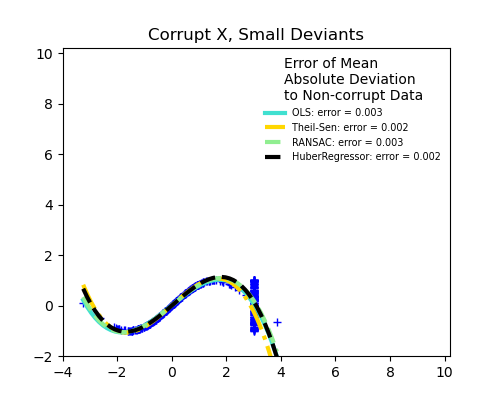 Corrupt X, Small Deviants
Error of Mean
Absolute Deviation
to Non-corrupt Data
OLS: error = 0.003
Theil-Sen: error = 0.002
RANSAC: error = 0.003
HuberRegressor: error = 0.002
10
8
6
4
2
0
−2
−4 −2 0 2 4 6 8 10